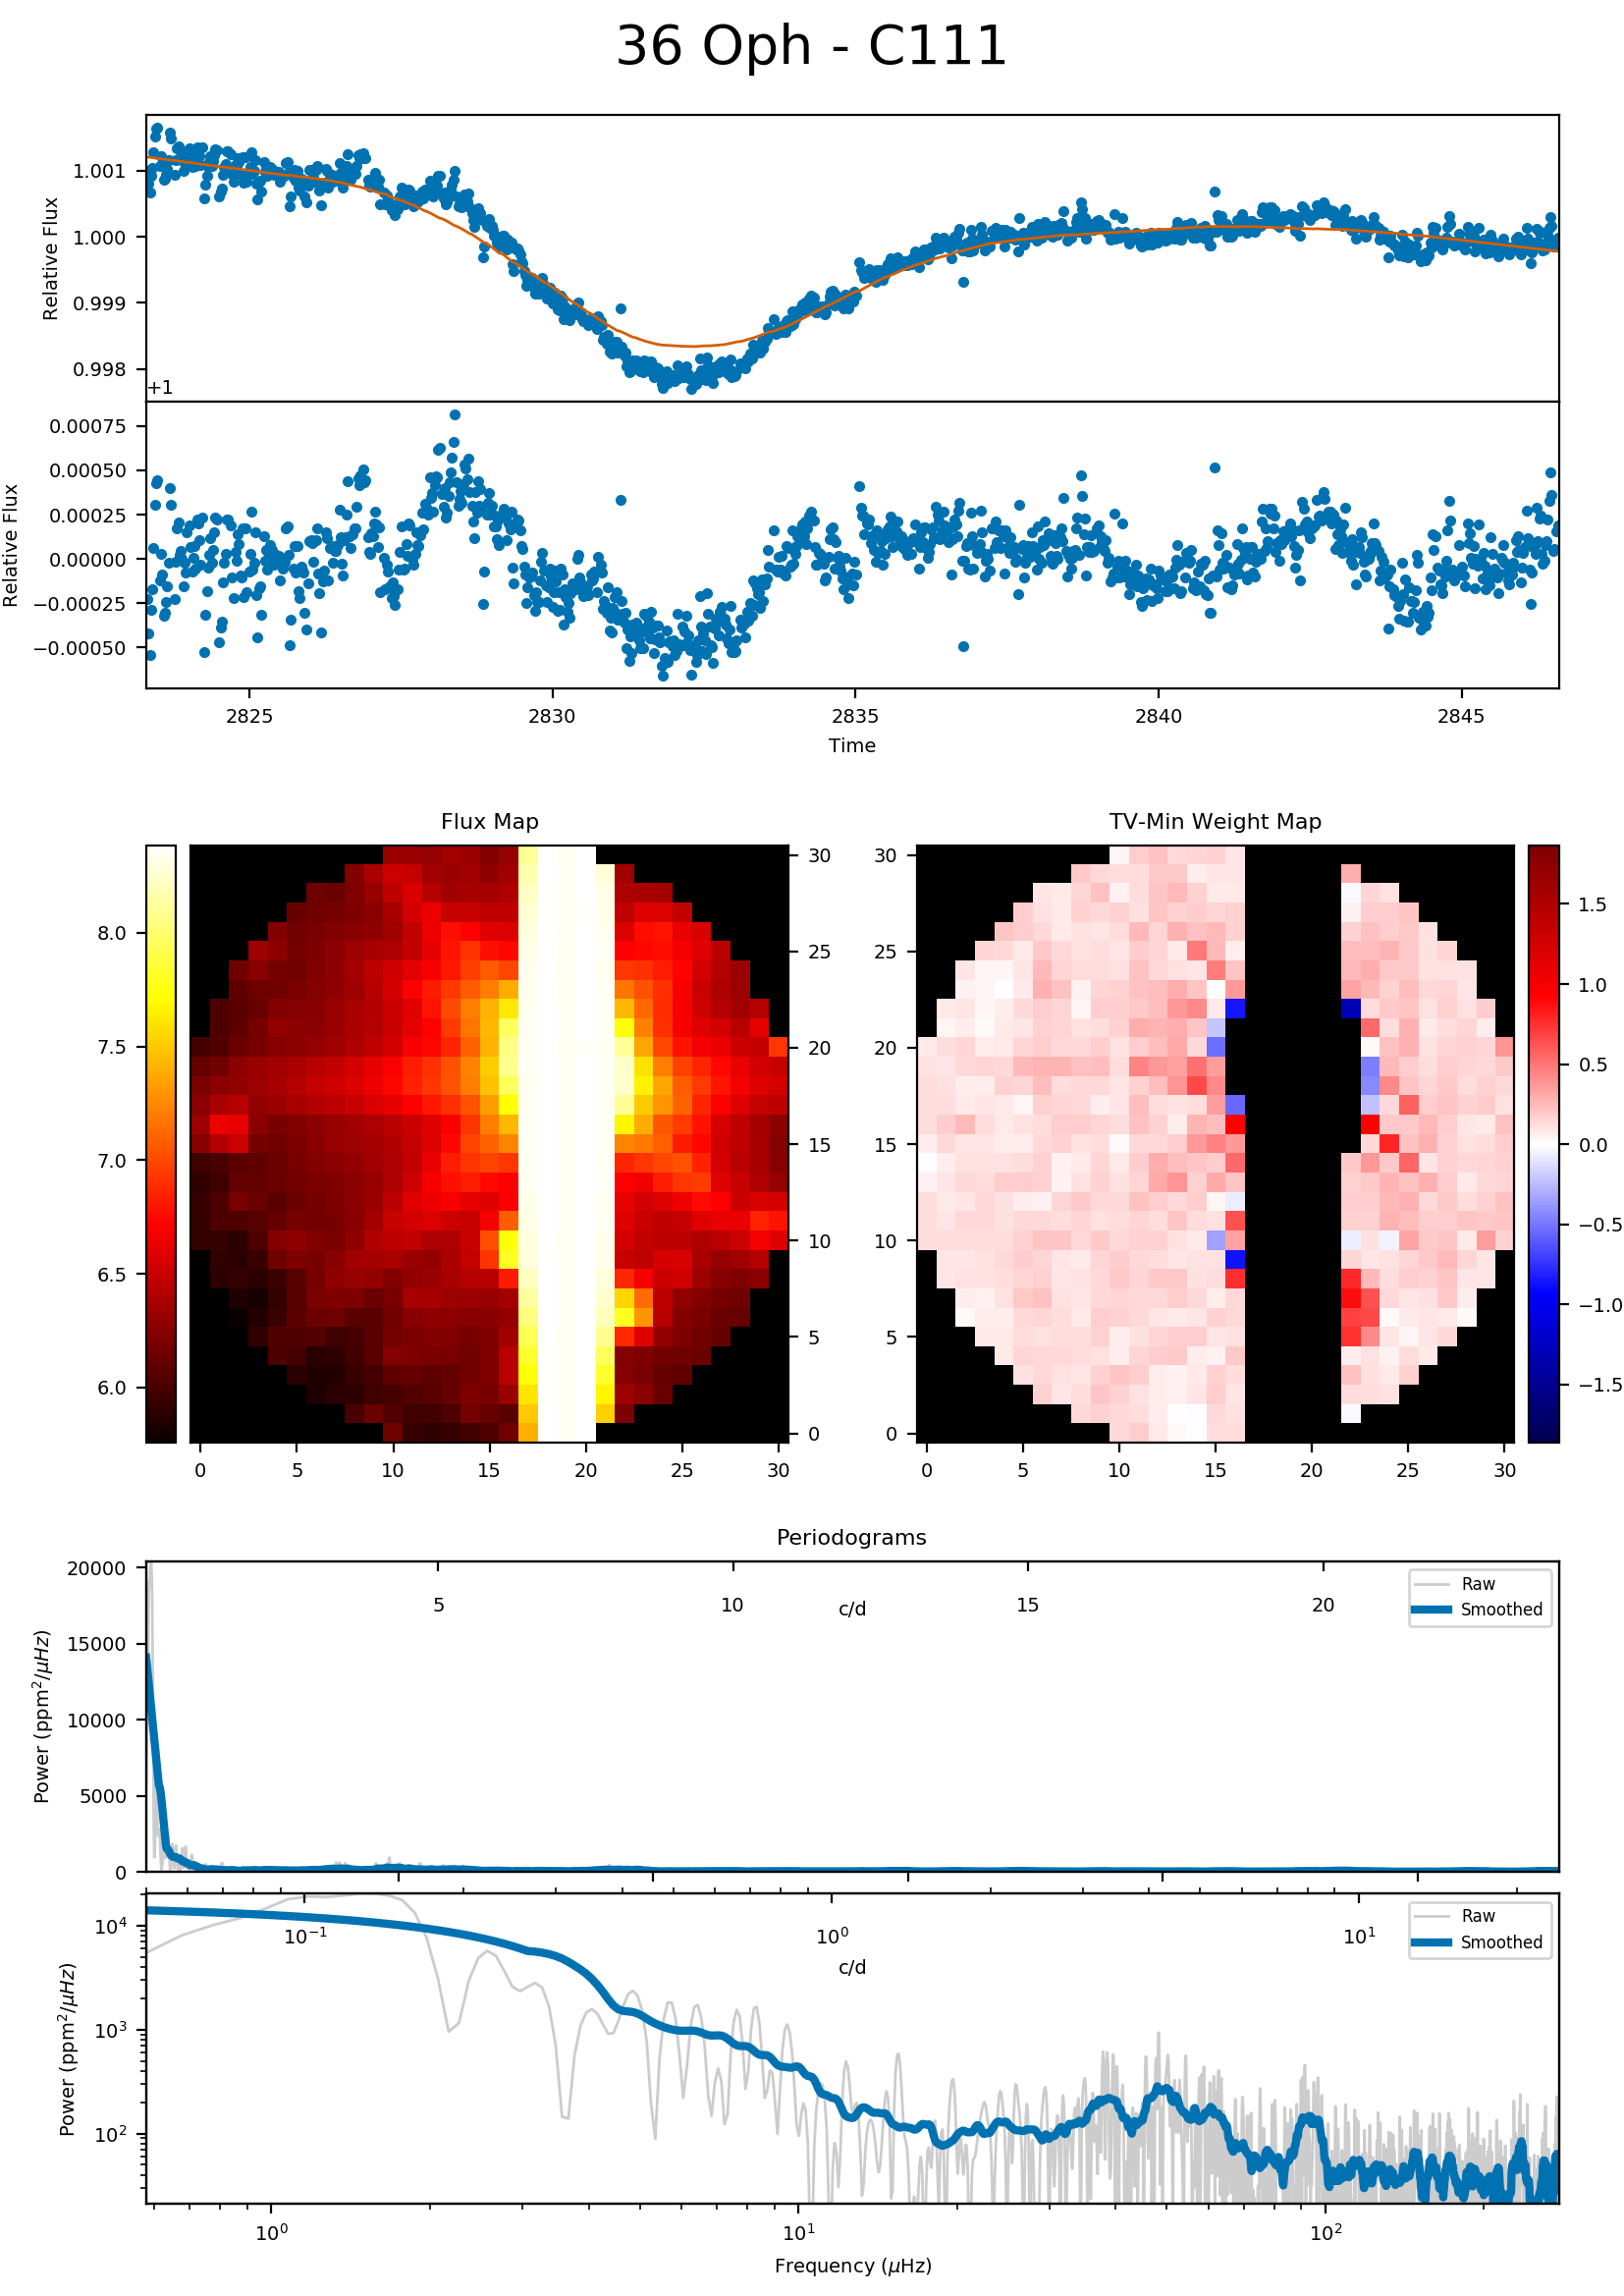 36 Oph - C111
1.001
1.000
0.999
0.998
Relative Flux
+1
0.00075
0.00050
0.00025
0.00000
−0.00025
−0.00050
Relative Flux
2825 2830 2835 2840 2845
Time
Flux Map
8.0
7.5
7.0
6.5
6.0
30
25
20
15
10
5
0
0 5 10 15 20 25 30
TV-Min Weight Map
30
25
20
15
10
5
0
0 5 10 15 20 25 30
1.5
1.0
0.5
0.0
−0.5
−1.0
−1.5
Periodograms
20000
15000
10000
5000
0
Power (ppm²/μHz)
5 10 15 20
c/d
Raw
Smoothed
10⁴
10³
10²
Power (ppm²/μHz)
10⁻¹ 10⁰ 10¹
c/d
Raw
Smoothed
10⁰ 10¹ 10²
Frequency (μHz)